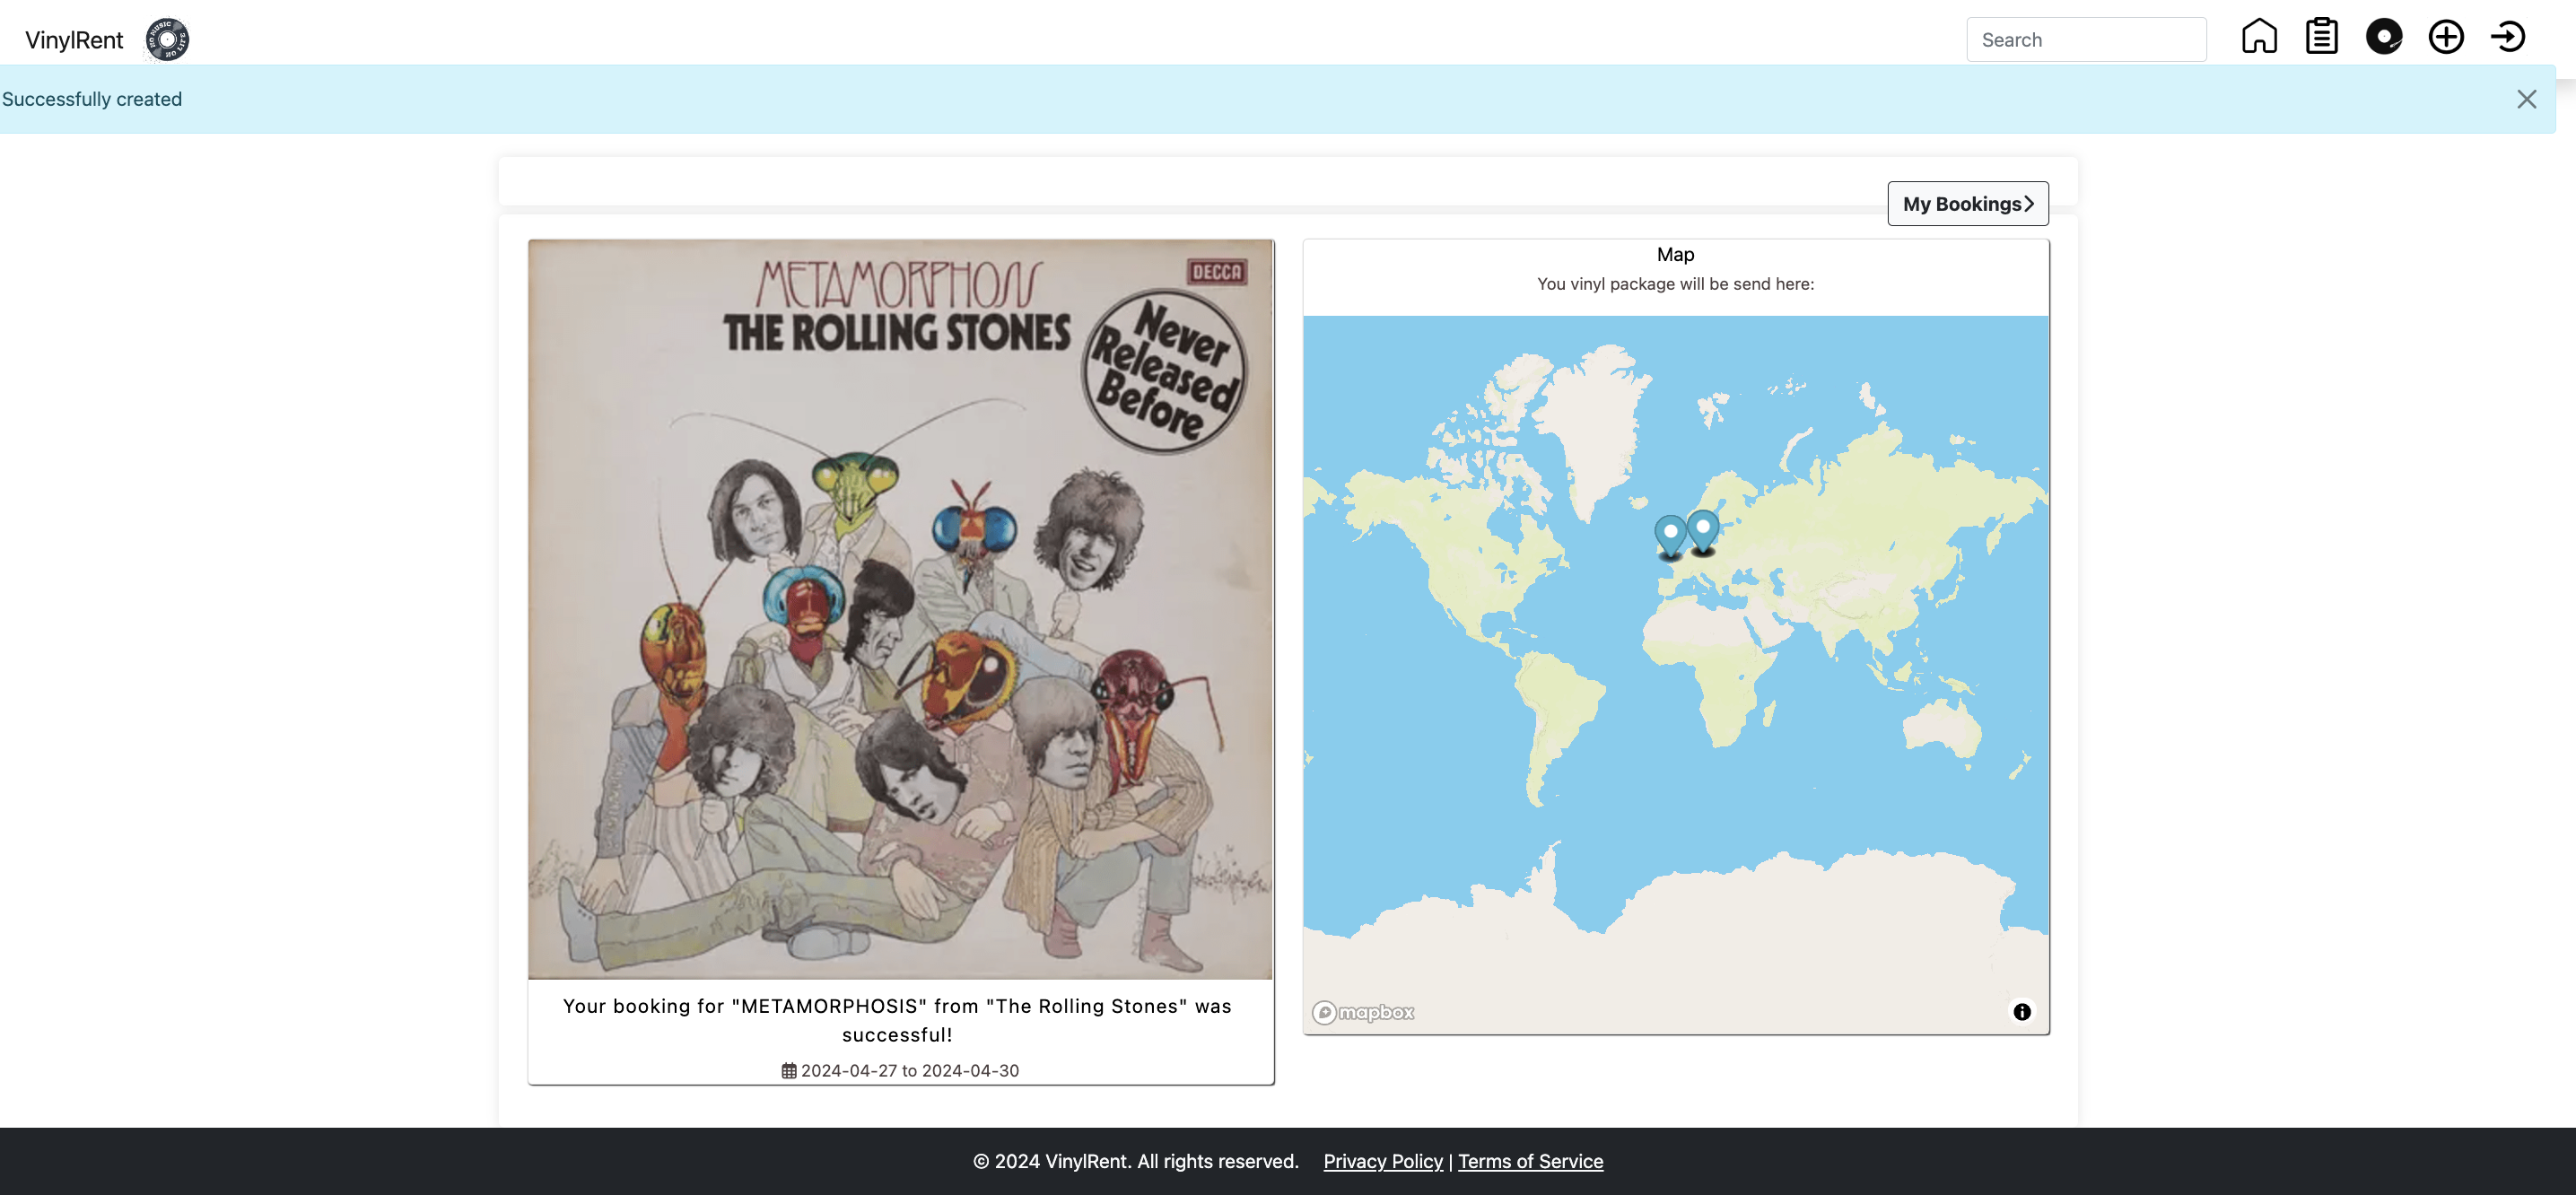 VinylRent
Search
Successfully created
My Bookings
METAMORPHOSIS
DECCA
THE ROLLING STONES
Never
Released
Before
Map
You vinyl package will be send here:
mapbox
Your booking for "METAMORPHOSIS" from "The Rolling Stones" was
successful!
2024-04-27 to 2024-04-30
© 2024 VinylRent. All rights reserved. Privacy Policy | Terms of Service